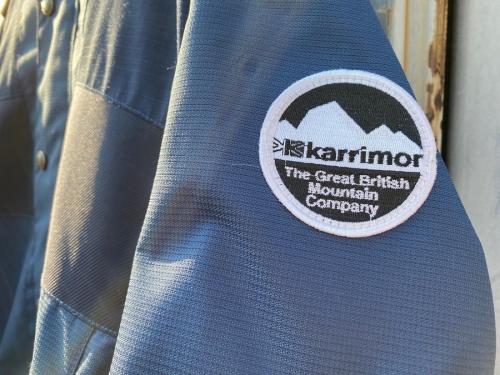 karrimor
The Great British
Mountain
Company